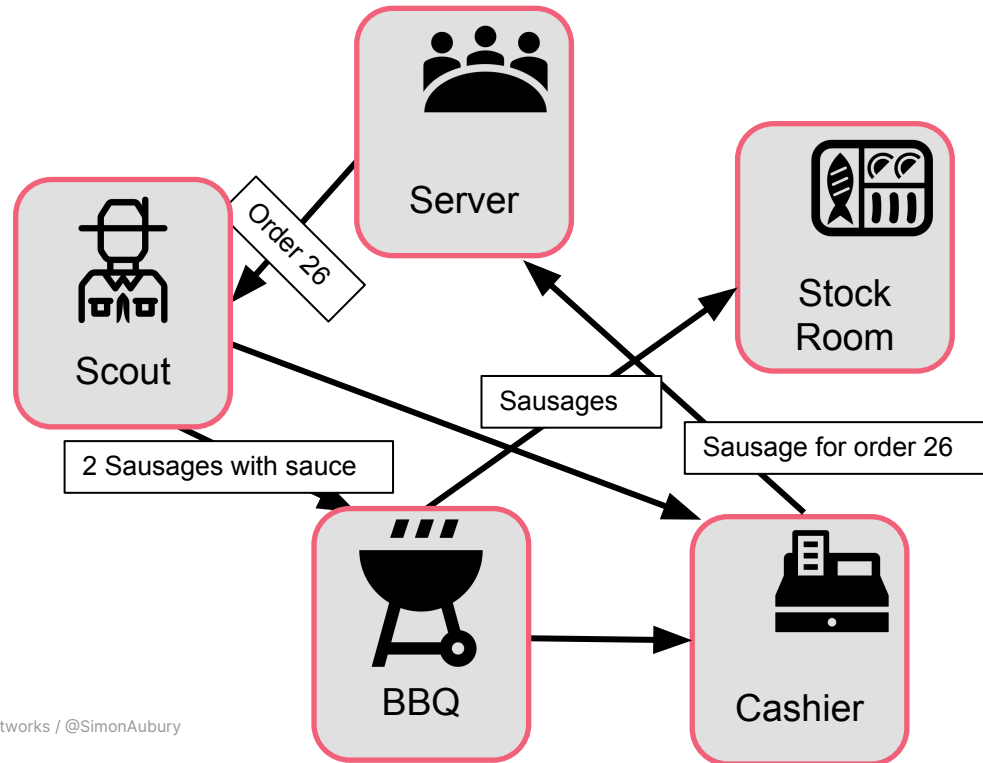 Server
Order 26
Stock
Room
Scout
Sausages
Sausage for order 26
2 Sausages with sauce
BBQ
Cashier
tworks / @SimonAubury